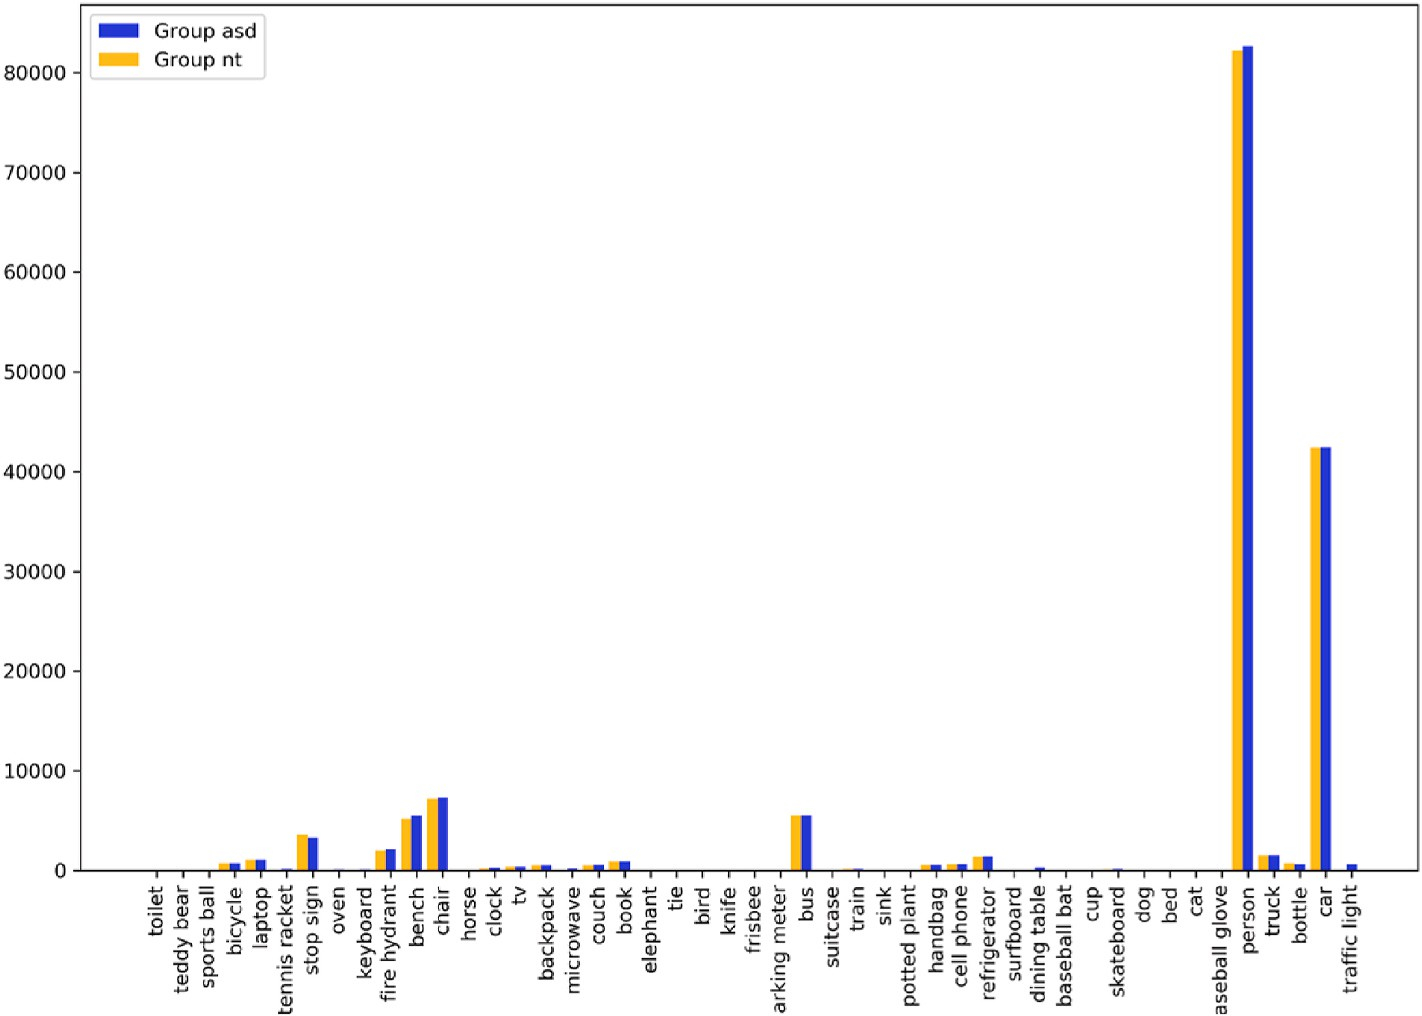 Group asd
Group nt
80000
70000
60000
50000
40000
30000
20000
10000
0
toilet
teddy bear
sports ball
bicycle
laptop
tennis racket
stop sign
oven
keyboard
fire hydrant
bench
chair
horse
clock
tv
backpack
microwave
couch
book
elephant
tie
bird
knife
frisbee
arking meter
bus
suitcase
train
sink
potted plant
handbag
cell phone
refrigerator
surfboard
dining table
baseball bat
cup
skateboard
dog
bed
cat
aseball glove
person
truck
bottle
car
traffic light